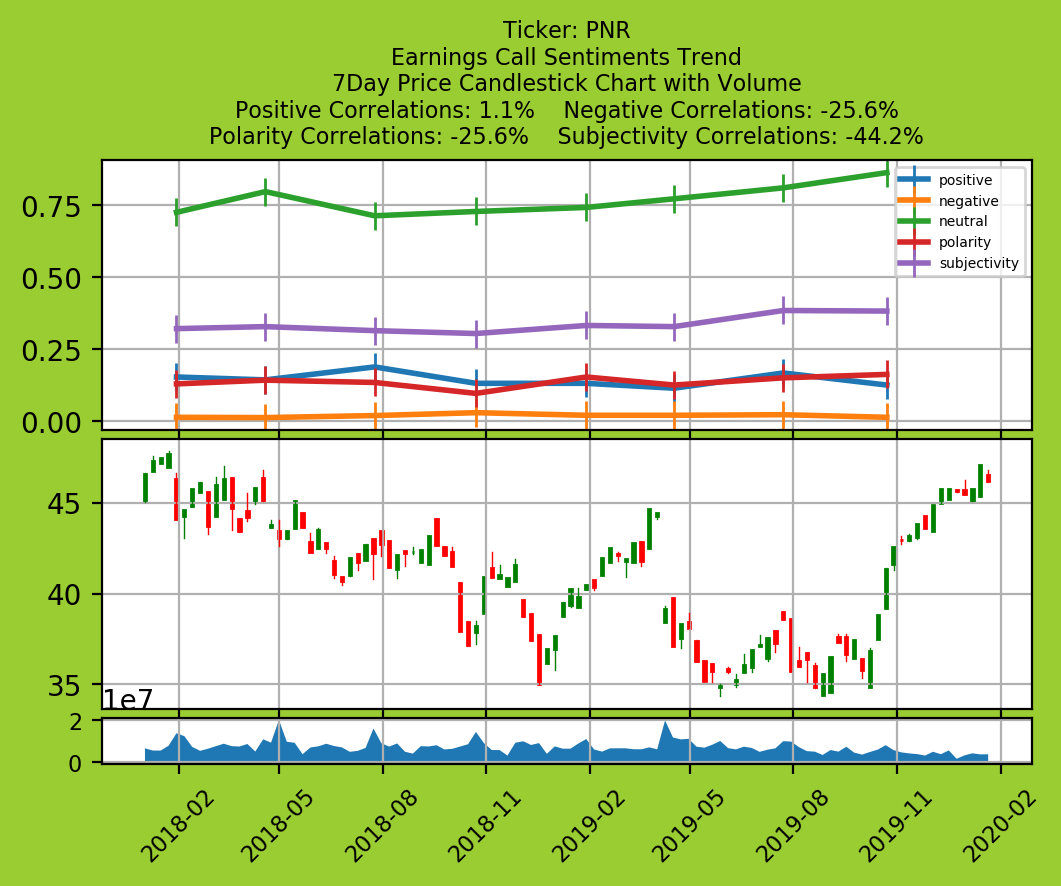 Ticker: PNR
Earnings Call Sentiments Trend
7Day Price Candlestick Chart with Volume
Positive Correlations: 1.1% Negative Correlations: -25.6%
Polarity Correlations: -25.6% Subjectivity Correlations: -44.2%
0.75
0.50
0.25
0.00
positive
negative
neutral
polarity
subjectivity
45
40
35
1e7
2
0
2018-02
2018-05
2018-08
2018-11
2019-02
2019-05
2019-08
2019-11
2020-02